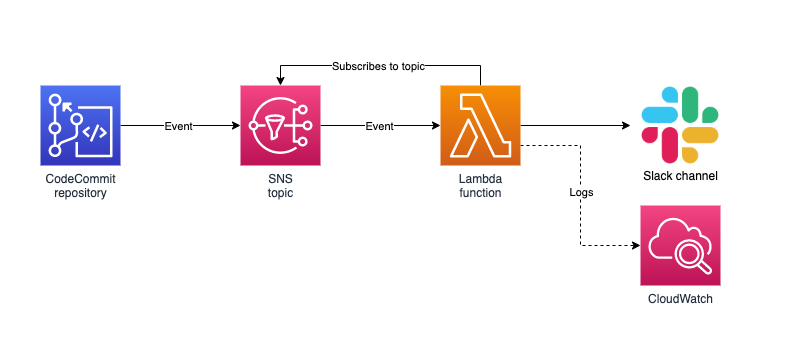 Subscribes to topic
Event
Event
CodeCommit
repository
SNS
topic
Lambda
function
Slack channel
Logs
CloudWatch